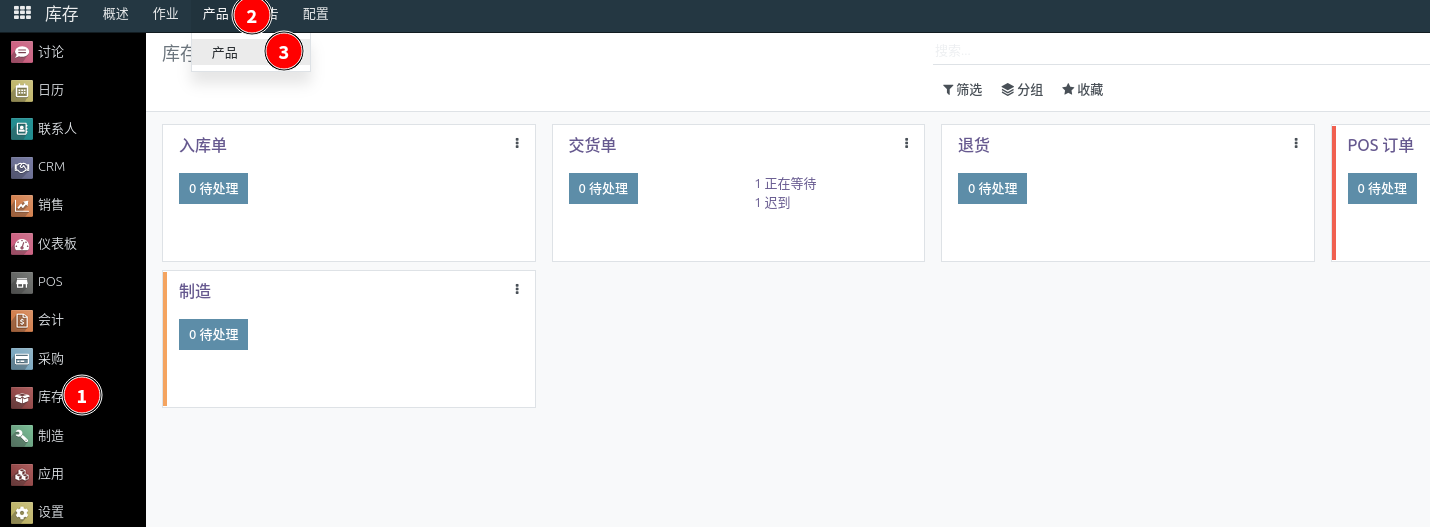 库存 概述 作业 产品 2 告 配置
产品 3
库存
搜索...
筛选 分组 收藏
讨论
日历
联系人
CRM
销售
仪表板
POS
会计
采购
库存 1
制造
应用
设置
入库单
0 待处理
交货单
0 待处理
1 正在等待
1 迟到
退货
0 待处理
POS 订单
0 待处理
制造
0 待处理